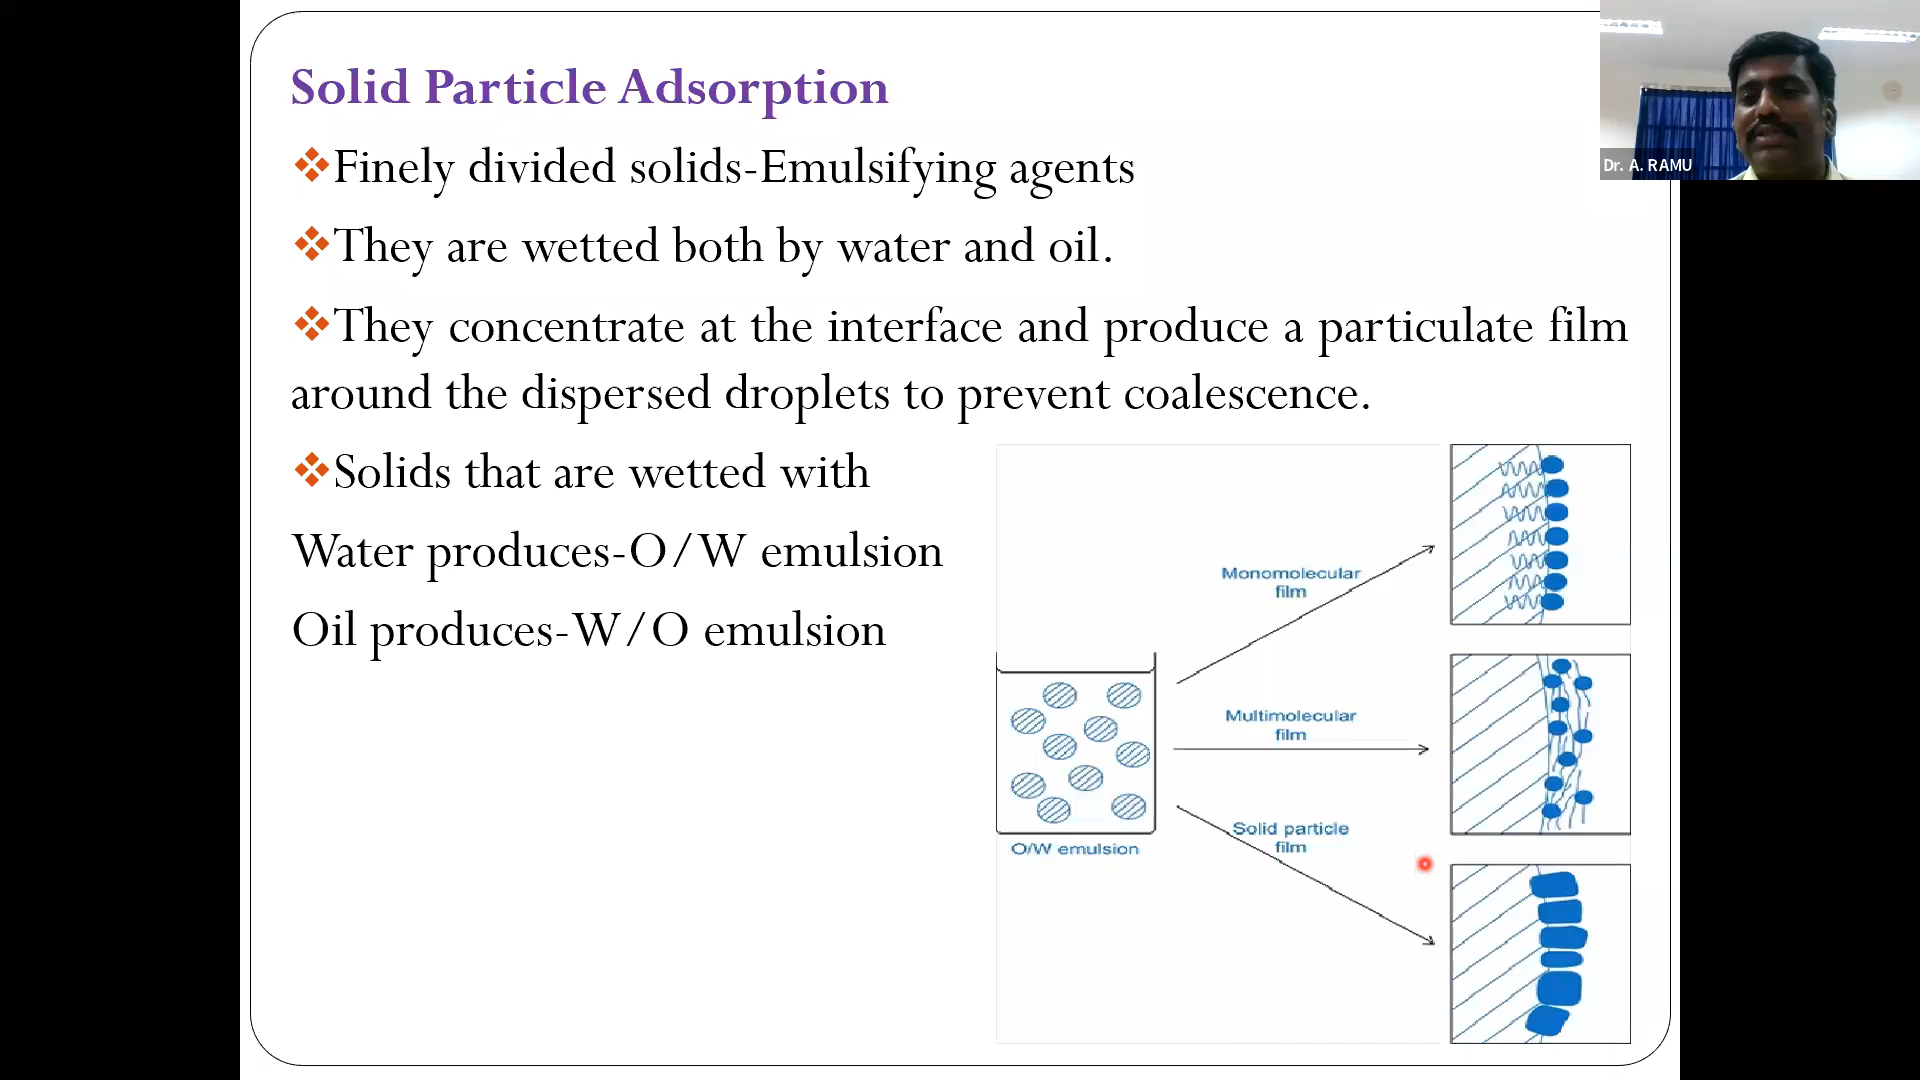 Solid Particle Adsorption
❖Finely divided solids-Emulsifying agents
❖They are wetted both by water and oil.
❖They concentrate at the interface and produce a particulate film
around the dispersed droplets to prevent coalescence.
❖Solids that are wetted with
Water produces-O/W emulsion
Oil produces-W/O emulsion
Monomolecular
film
Multimolecular
film
Solid particle
film
O/W emulsion
Dr. A. RAMU